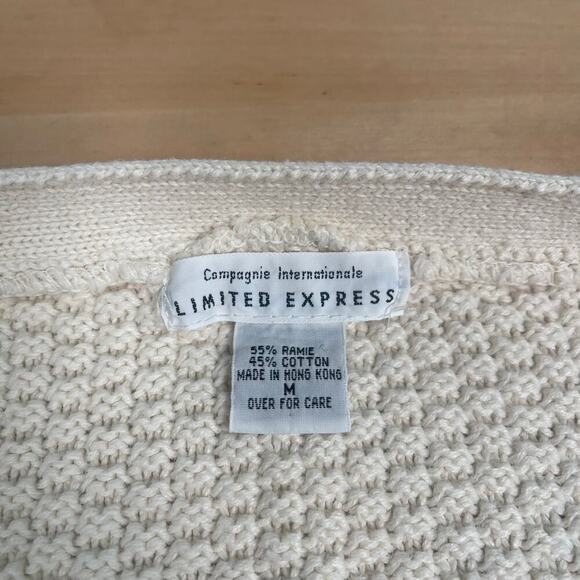 Compagnie Internationale
LIMITED EXPRESS
55% RAMIE
45% COTTON
MADE IN HONG KONG
M
OVER FOR CARE